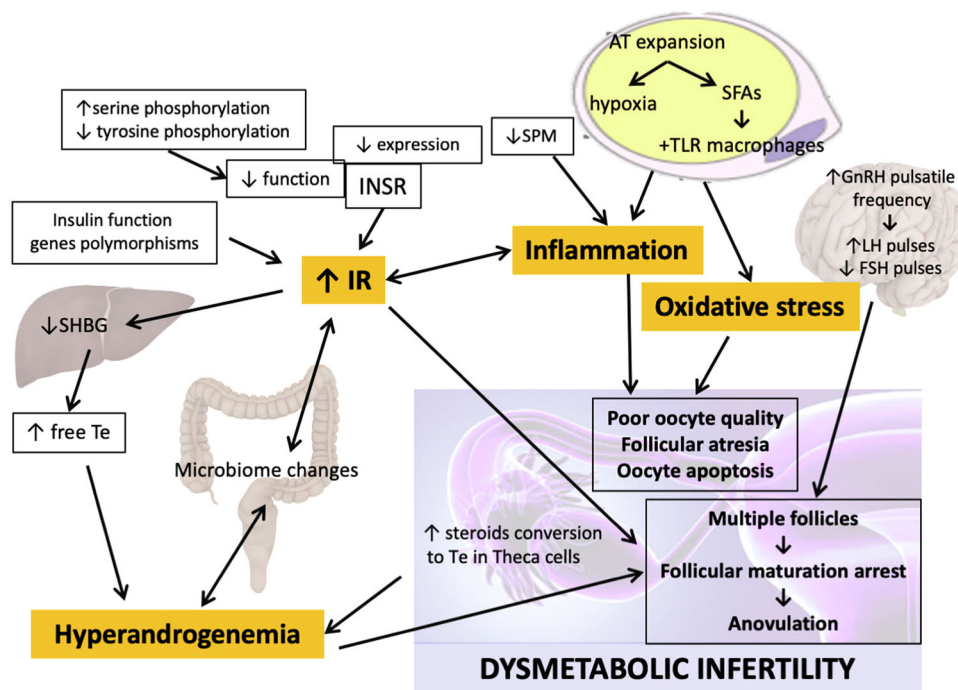 AT expansion
hypoxia
SFAs
+TLR macrophages
↑serine phosphorylation
↓ tyrosine phosphorylation
↓ expression
↓ function
INSR
↓SPM
↑GnRH pulsatile
frequency
↑LH pulses
↓ FSH pulses
Insulin function
genes polymorphisms
↑ IR
Inflammation
Oxidative stress
↓SHBG
↑ free Te
Microbiome changes
Poor oocyte quality
Follicular atresia
Oocyte apoptosis
↑ steroids conversion
to Te in Theca cells
Multiple follicles
Follicular maturation arrest
Anovulation
Hyperandrogenemia
DYSMETABOLIC INFERTILITY